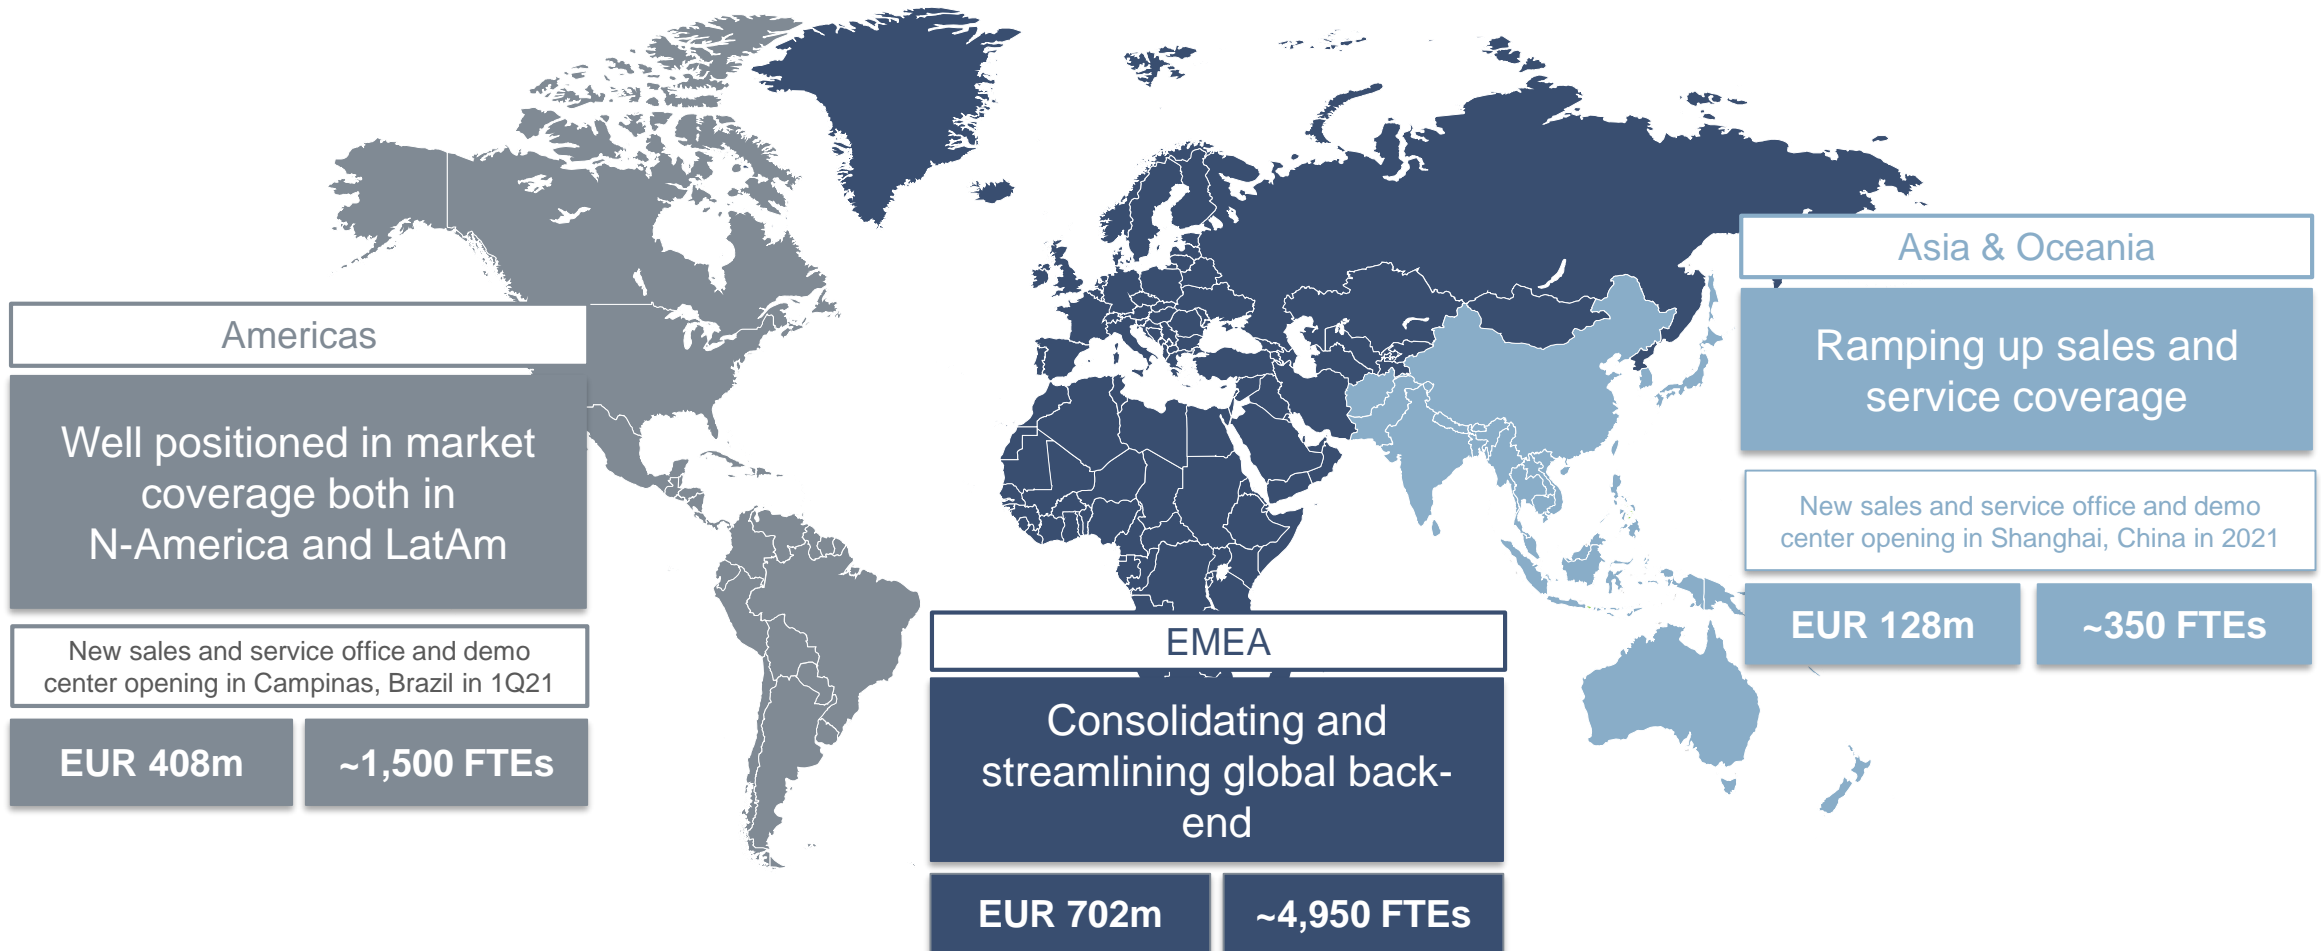 Americas
Well positioned in market
coverage both in
N-America and LatAm
New sales and service office and demo
center opening in Campinas, Brazil in 1Q21
EUR 408m
~1,500 FTEs
EMEA
Consolidating and
streamlining global back-
end
EUR 702m
~4,950 FTEs
Asia & Oceania
Ramping up sales and
service coverage
New sales and service office and demo
center opening in Shanghai, China in 2021
EUR 128m
~350 FTEs